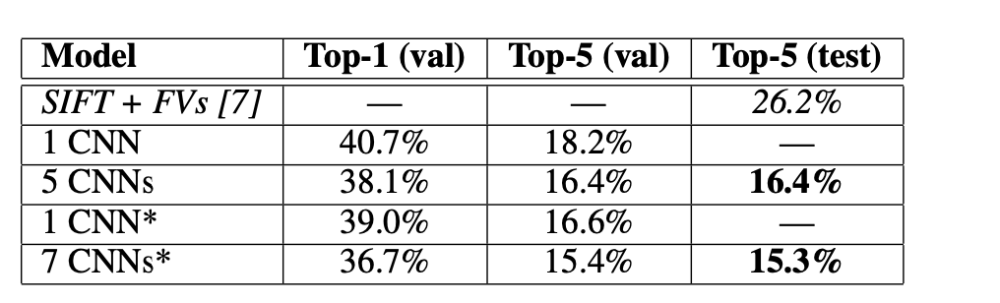 Model Top-1 (val) Top-5 (val) Top-5 (test)
SIFT + FVs [7] — — 26.2%
1 CNN 40.7% 18.2% —
5 CNNs 38.1% 16.4% 16.4%
1 CNN* 39.0% 16.6% —
7 CNNs* 36.7% 15.4% 15.3%